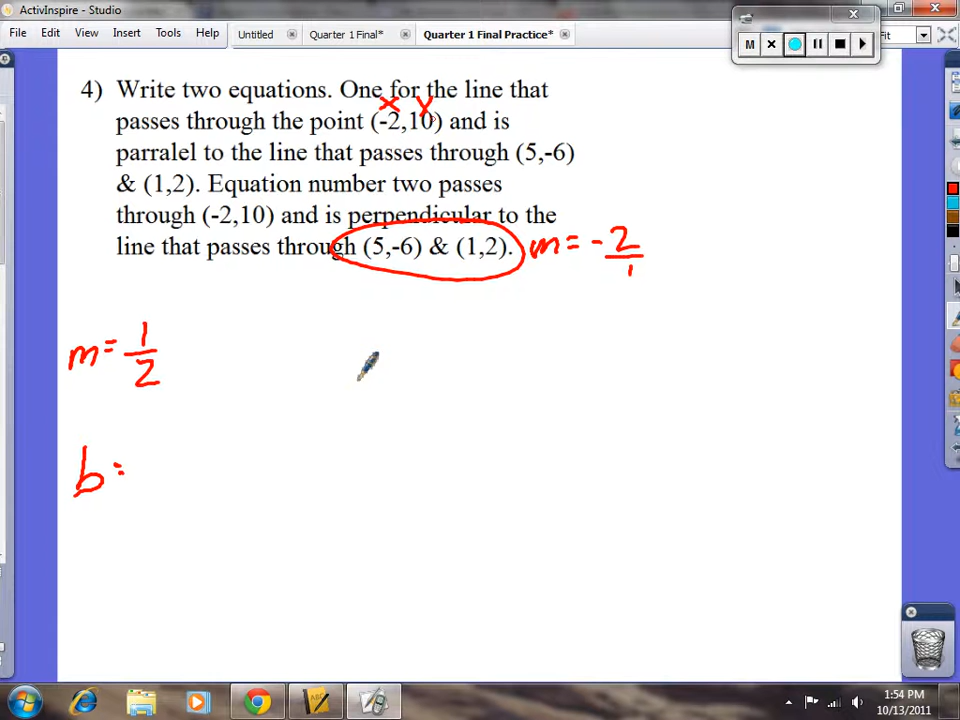 ActivInspire - Studio
File Edit View Insert Tools Help Untitled Quarter 1 Final* Quarter 1 Final Practice*
M
4) Write two equations. One for the line that
x y
passes through the point (-2,10) and is
parralel to the line that passes through (5,-6)
& (1,2). Equation number two passes
through (-2,10) and is perpendicular to the
line that passes through (5,-6) & (1,2). m = -2/1
m = 1/2
b =
1:54 PM
10/13/2011